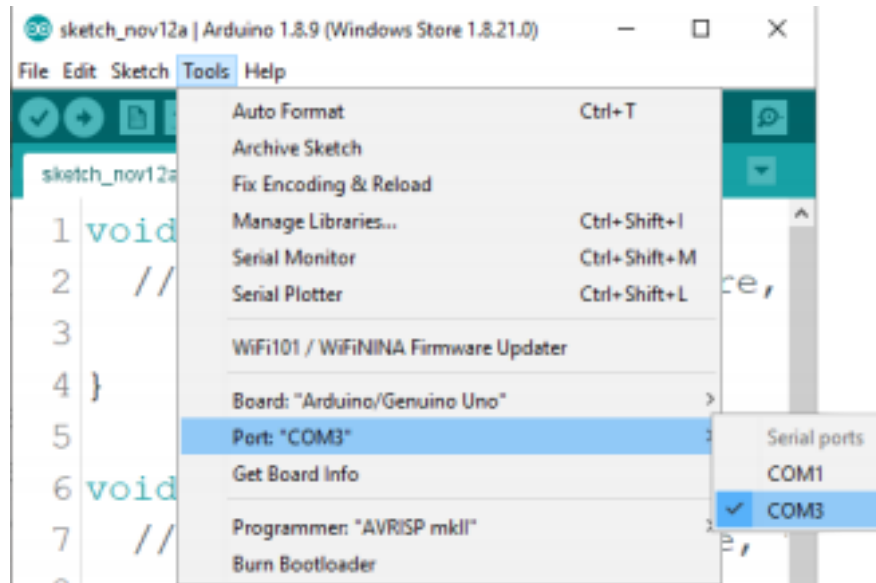 sketch_nov12a | Arduino 1.8.9 (Windows Store 1.8.21.0)
File Edit Sketch Tools Help
Auto Format Ctrl+T
Archive Sketch
sketch_nov12a
Fix Encoding & Reload
Manage Libraries... Ctrl+Shift+I
Serial Monitor Ctrl+Shift+M
Serial Plotter Ctrl+Shift+L
WiFi101 / WiFiNINA Firmware Updater
Board: "Arduino/Genuino Uno"
Port: "COM3"
Get Board Info
Programmer: "AVRISP mkII"
Burn Bootloader
Serial ports
COM1
COM3
1 void
2 // re,
3
4 }
5
6 void
7 // e,